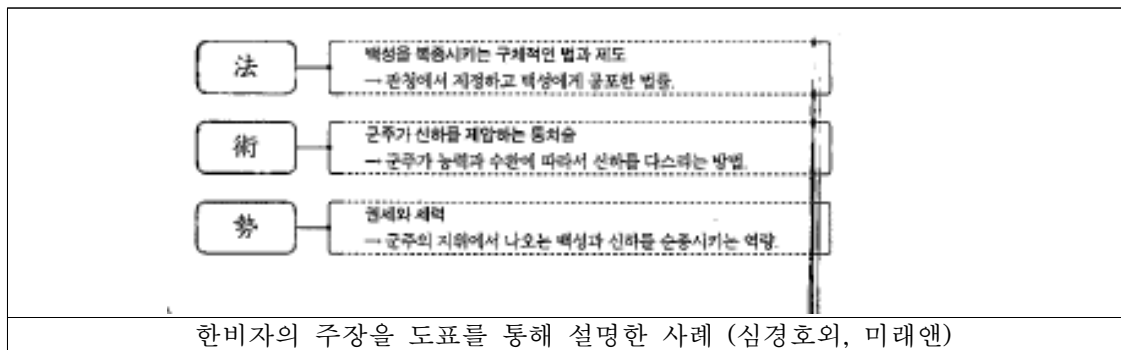 法
백성을 복종시키는 구체적인 법과 제도
→ 관청에서 제정하고 백성에게 공포한 법률.
術
군주가 신하를 제압하는 통치술
→ 군주가 능력과 수완에 따라서 신하를 다스리는 방법.
勢
권세와 세력
→ 군주의 지위에서 나오는 백성과 신하를 순종시키는 역량.
한비자의 주장을 도표를 통해 설명한 사례 (심경호외, 미래앤)